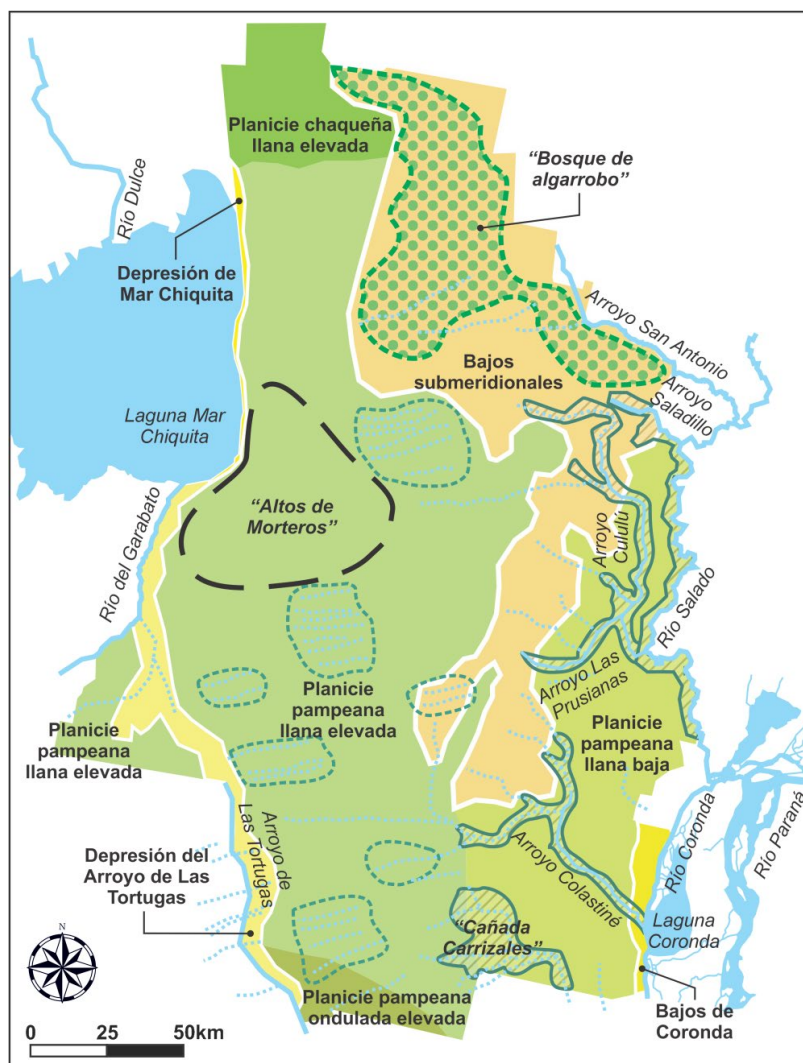 Planicie chaqueña
llana elevada
"Bosque de
algarrobo"
Río Dulce
Depresión de
Mar Chiquita
Arroyo San Antonio
Arroyo
Saladillo
Bajos
submeridionales
Laguna Mar
Chiquita
"Altos de
Morteros"
Río del Garabato
Arroyo
Cululú
Río Salado
Arroyo Las
Prusianas
Planicie
pampeana
llana elevada
Planicie
pampeana
llana elevada
Planicie
pampeana
llana baja
Arroyo de
Las Tortugas
Río Coronda
Río Paraná
Depresión del
Arroyo de Las
Tortugas
Arroyo Colastiné
"Cañada
Carrizales"
Laguna
Coronda
N
Planicie pampeana
ondulada elevada
Bajos de
Coronda
0 25 50km